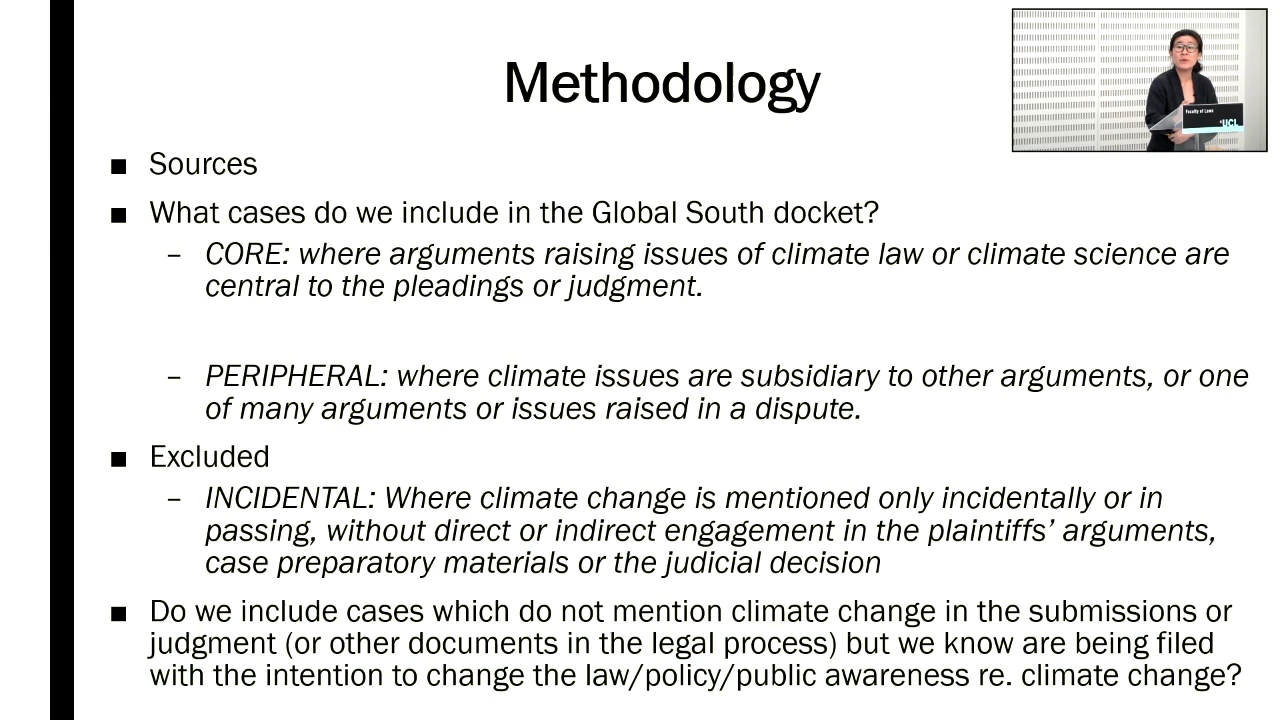 Methodology
■ Sources
■ What cases do we include in the Global South docket?
– CORE: where arguments raising issues of climate law or climate science are
central to the pleadings or judgment.
– PERIPHERAL: where climate issues are subsidiary to other arguments, or one
of many arguments or issues raised in a dispute.
■ Excluded
– INCIDENTAL: Where climate change is mentioned only incidentally or in
passing, without direct or indirect engagement in the plaintiffs’ arguments,
case preparatory materials or the judicial decision
■ Do we include cases which do not mention climate change in the submissions or
judgment (or other documents in the legal process) but we know are being filed
with the intention to change the law/policy/public awareness re. climate change?
Faculty of Laws
UCL